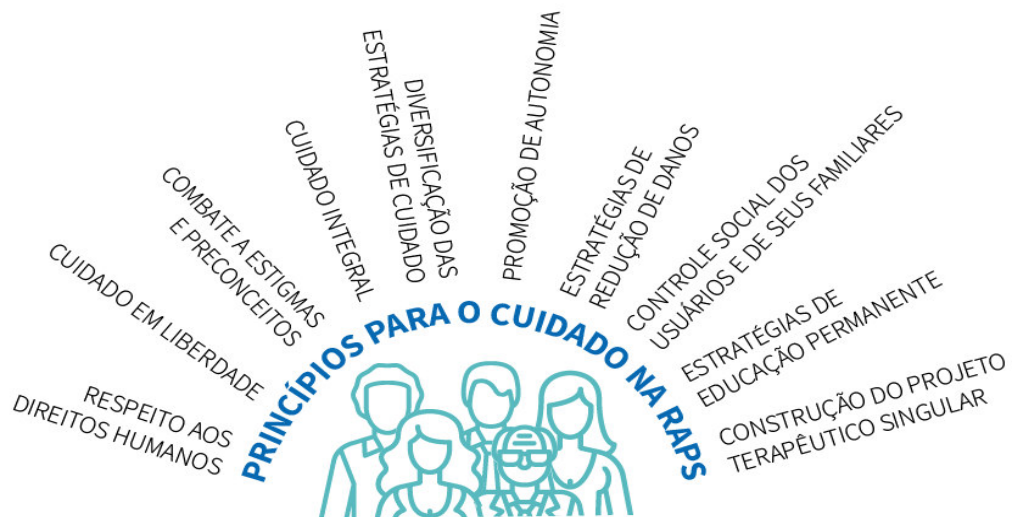 RESPEITO AOS
DIREITOS HUMANOS
CUIDADO EM LIBERDADE
COMBATE A ESTIGMAS
E PRECONCEITOS
CUIDADO INTEGRAL
DIVERSIFICAÇÃO DAS
ESTRATÉGIAS DE CUIDADO
PROMOÇÃO DE AUTONOMIA
ESTRATÉGIAS DE
REDUÇÃO DE DANOS
CONTROLE SOCIAL DOS
USUÁRIOS E DE SEUS FAMILIARES
ESTRATÉGIAS DE
EDUCAÇÃO PERMANENTE
CONSTRUÇÃO DO PROJETO
TERAPÊUTICO SINGULAR
PRINCÍPIOS PARA O CUIDADO NA RAPS